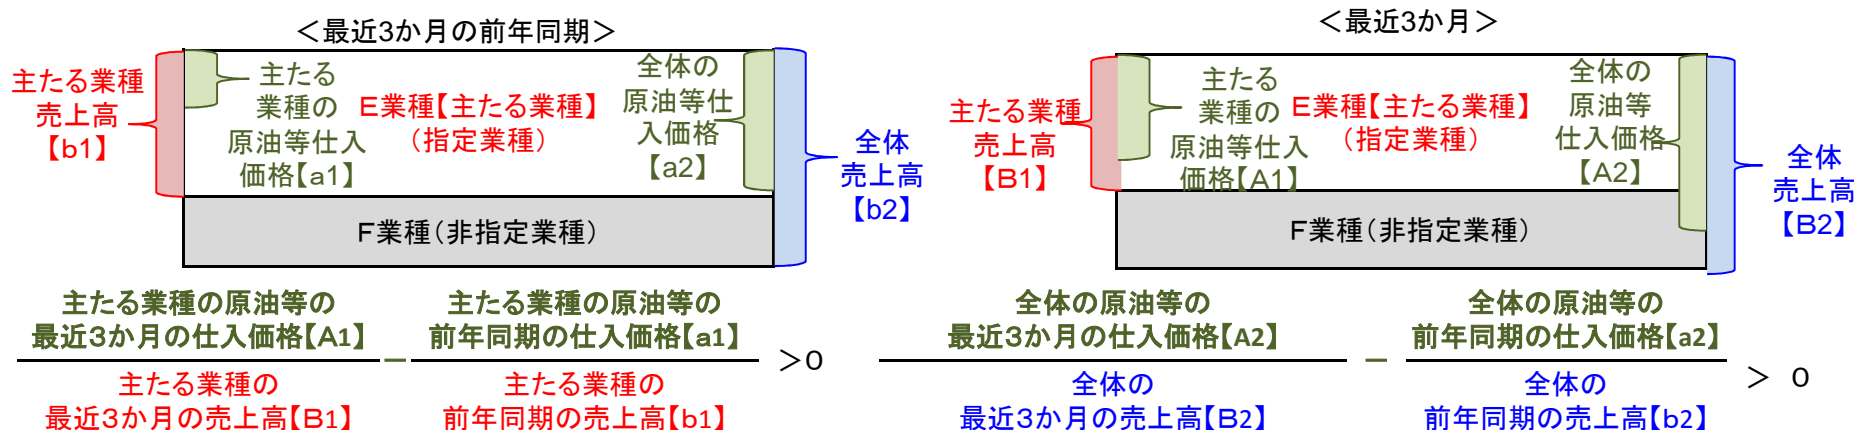 ＜最近3か月の前年同期＞
主たる業種
売上高
【b1】
主たる
業種の
原油等仕入
価格【a1】
E業種【主たる業種】
（指定業種）
全体の
原油等仕
入価格
【a2】
全体
売上高
【b2】
F業種（非指定業種）
＜最近3か月＞
主たる業種
売上高
【B1】
主たる
業種の
原油等仕入
価格【A1】
E業種【主たる業種】
（指定業種）
全体の
原油等
仕入価格
【A2】
全体
売上高
【B2】
F業種（非指定業種）
主たる業種の原油等の
最近３か月の仕入価格【A1】
主たる業種の
最近３か月の売上高【B1】
－
主たる業種の原油等の
前年同期の仕入価格【a1】
主たる業種の
前年同期の売上高【b1】
＞0
全体の原油等の
最近３か月の仕入価格【A2】
全体の
最近３か月の売上高【B2】
－
全体の原油等の
前年同期の仕入価格【a2】
全体の
前年同期の売上高【b2】
＞ 0